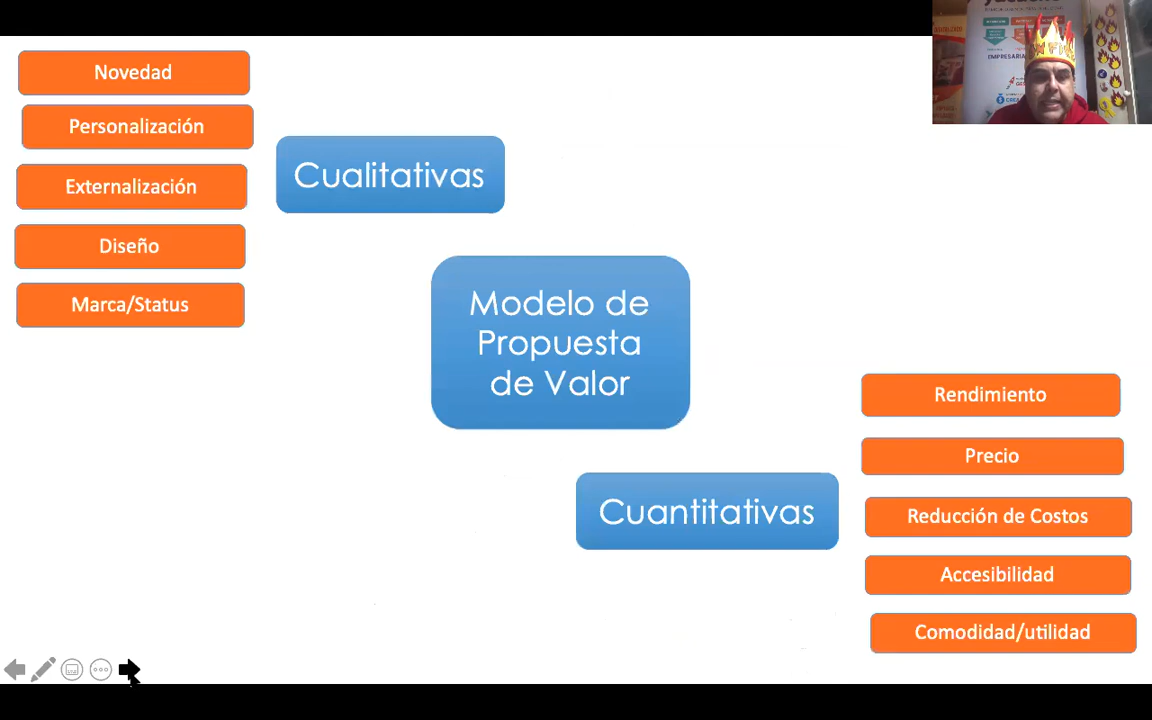 Novedad
Personalización
Externalización
Diseño
Marca/Status
Cualitativas
Modelo de
Propuesta
de Valor
Cuantitativas
Rendimiento
Precio
Reducción de Costos
Accesibilidad
Comodidad/utilidad
EMPRESARIA